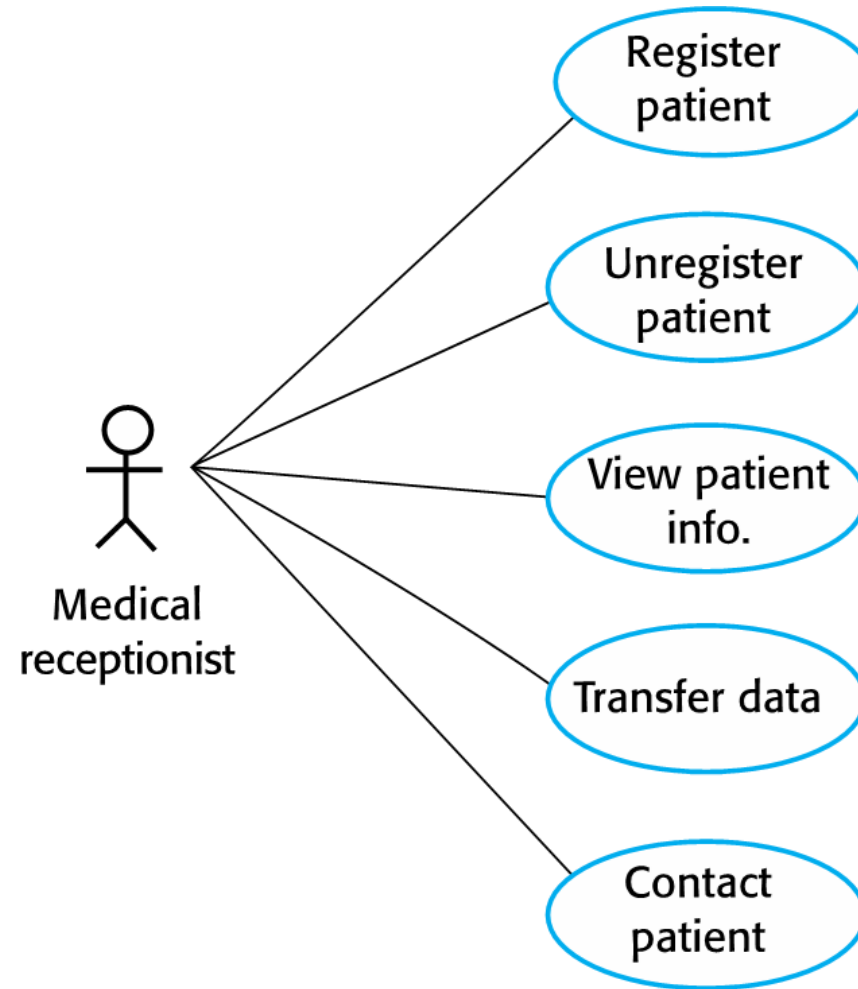 Register
patient
Unregister
patient
View patient
info.
Medical
receptionist
Transfer data
Contact
patient